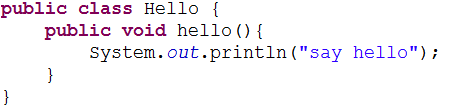 public class Hello {
    public void hello(){
        System.out.println("say hello");
    }
}